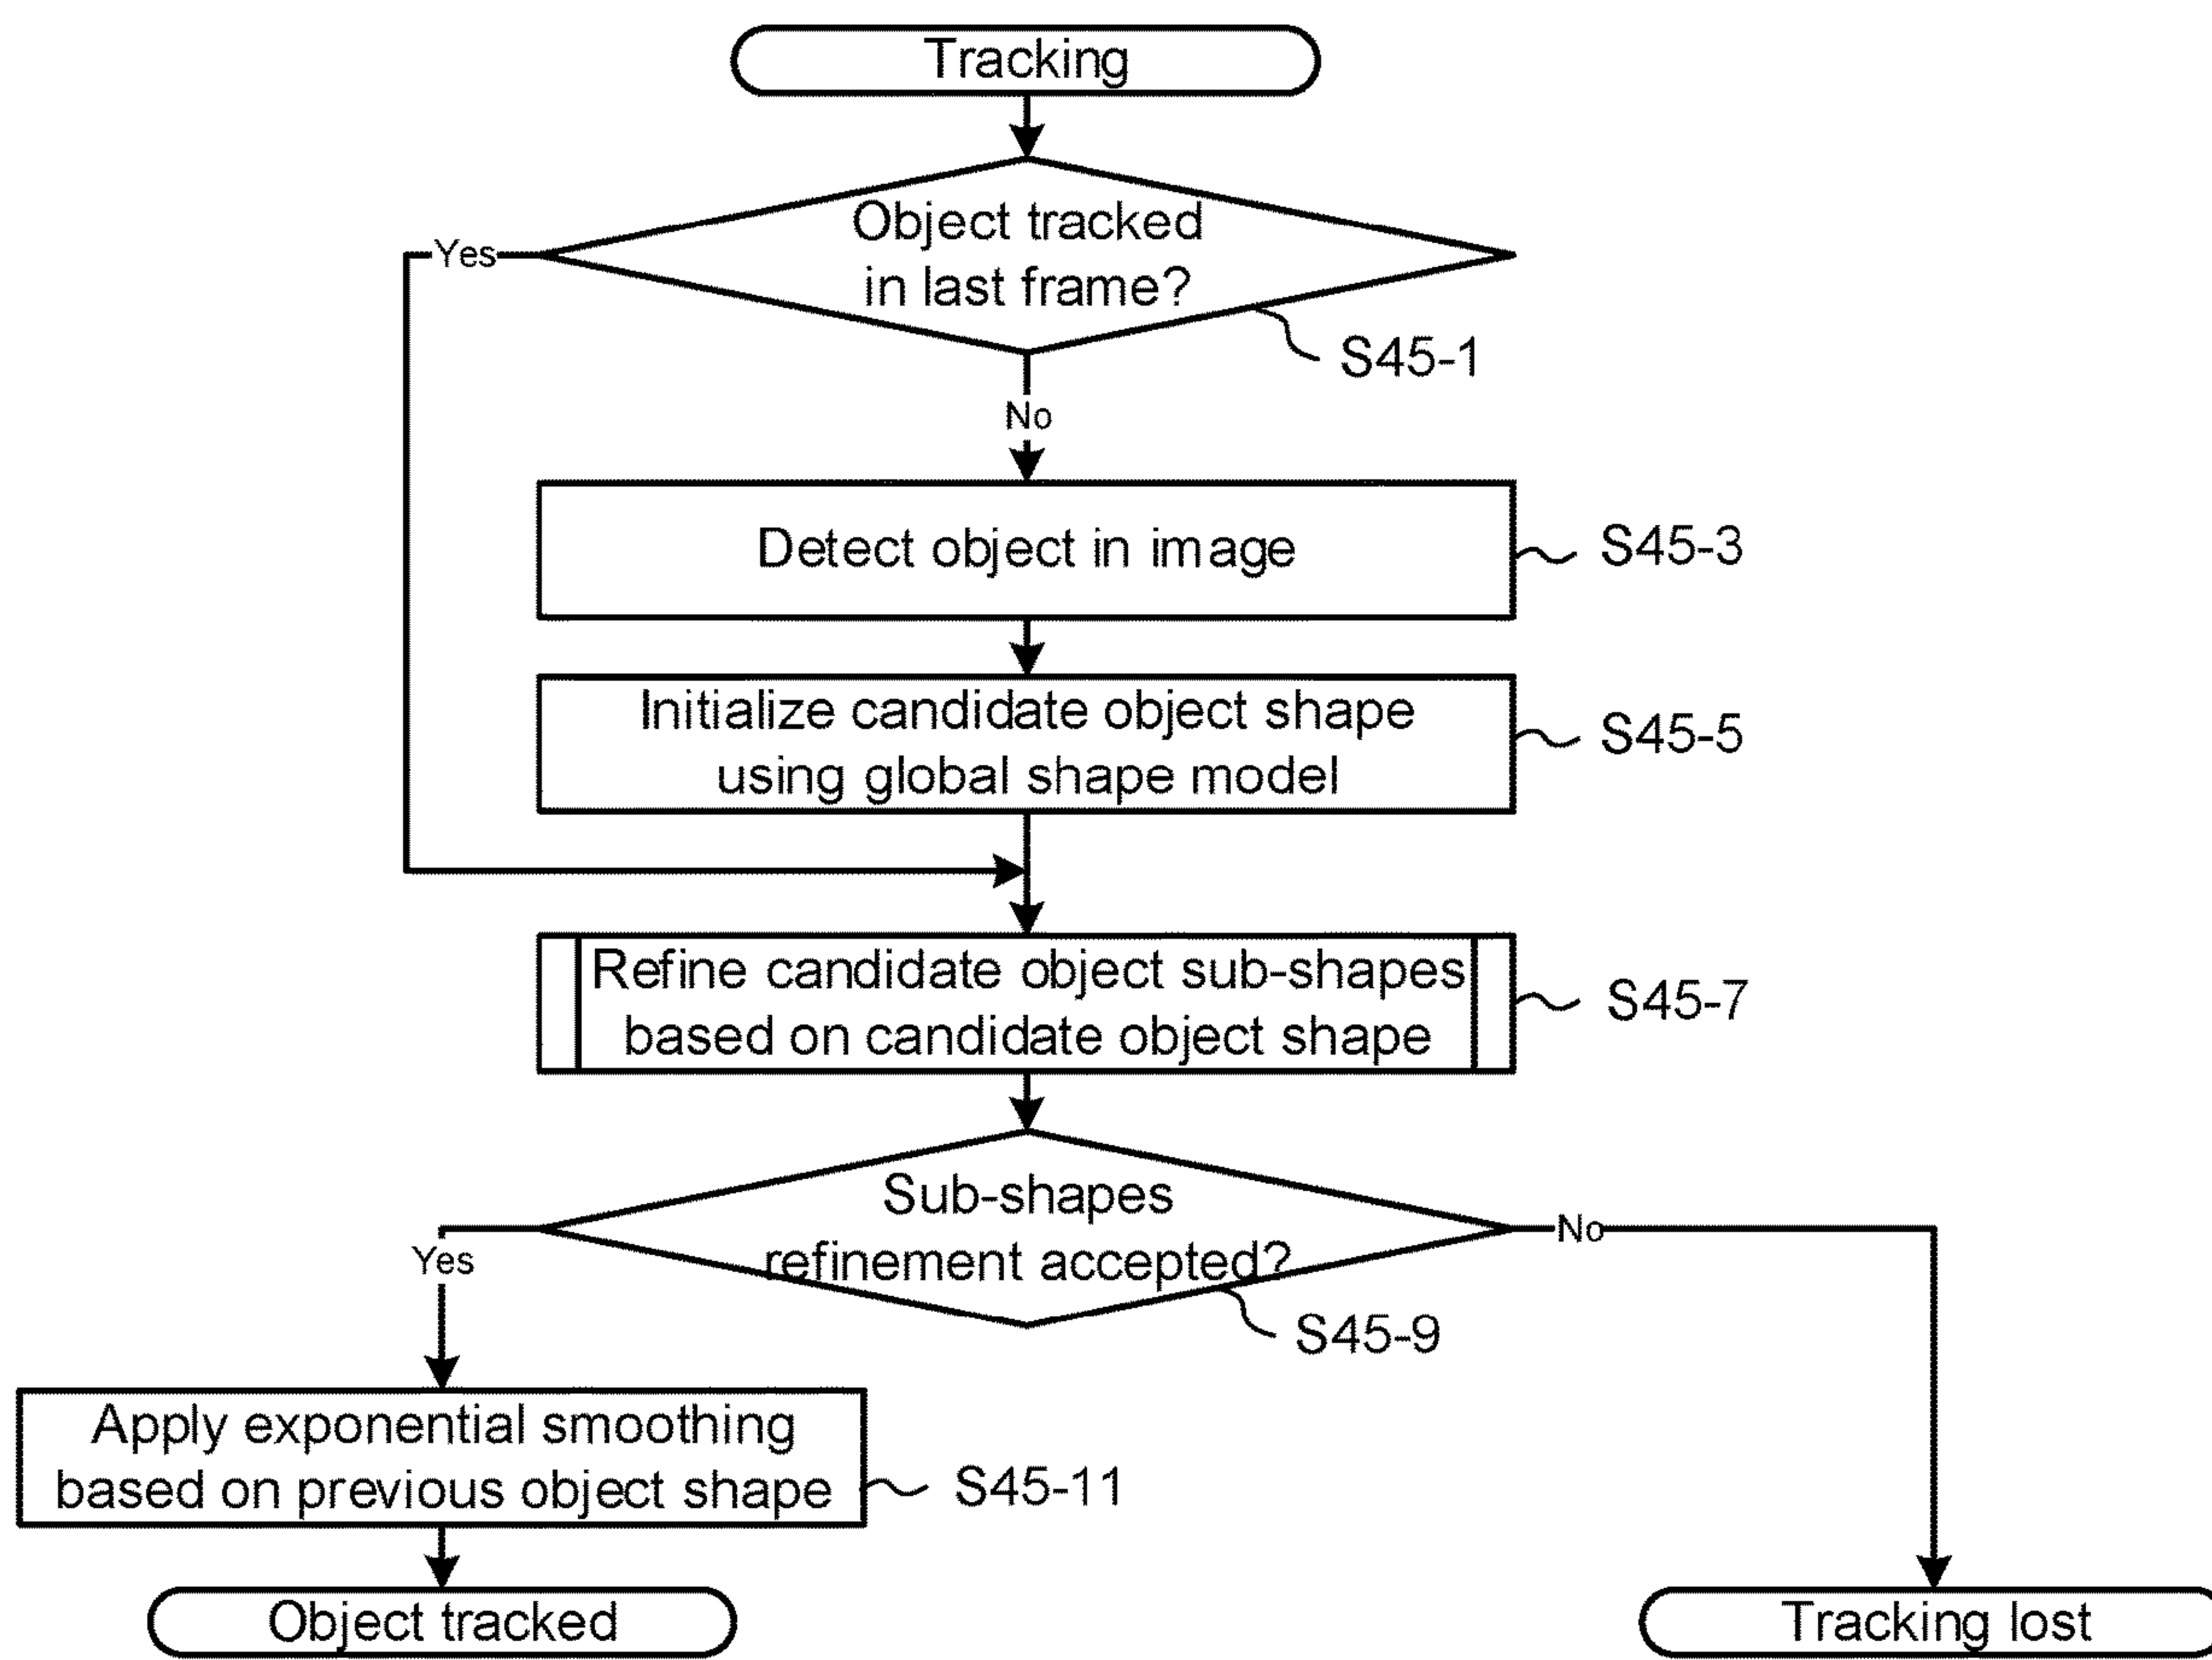 Tracking
Object tracked
in last frame?
Yes
S45-1
No
Detect object in image
S45-3
Initialize candidate object shape
using global shape model
S45-5
Refine candidate object sub-shapes
based on candidate object shape
S45-7
Sub-shapes
refinement accepted?
Yes
No
S45-9
Apply exponential smoothing
based on previous object shape
S45-11
Object tracked
Tracking lost